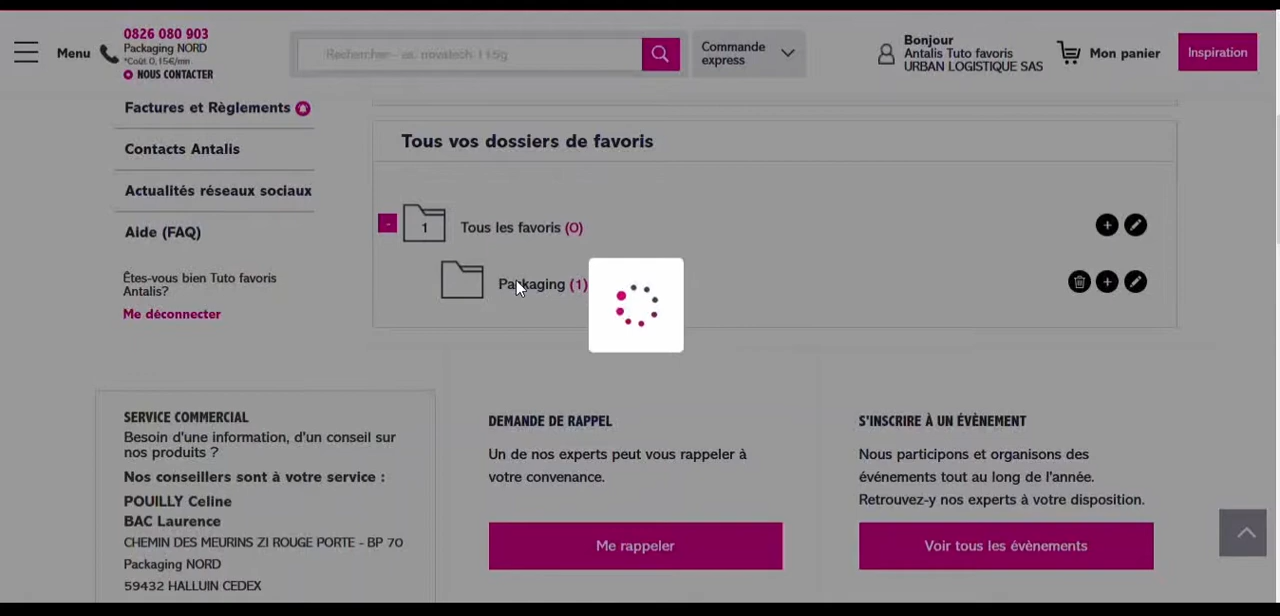 Menu
0826 080 903
Packaging NORD
*Coût 0,15€/mn
NOUS CONTACTER
Rechercher - ex. novatech 115g
Commande
express
Bonjour
Antalis Tuto favoris
URBAN LOGISTIQUE SAS
Mon panier
Inspiration
Factures et Règlements
Contacts Antalis
Actualités réseaux sociaux
Aide (FAQ)
Êtes-vous bien Tuto favoris
Antalis?
Me déconnecter
Tous vos dossiers de favoris
- 1 Tous les favoris (0) +
Packaging (1) +
SERVICE COMMERCIAL
Besoin d'une information, d'un conseil sur
nos produits ?
Nos conseillers sont à votre service :
POUILLY Celine
BAC Laurence
CHEMIN DES MEURINS ZI ROUGE PORTE - BP 70
Packaging NORD
59432 HALLUIN CEDEX
DEMANDE DE RAPPEL
Un de nos experts peut vous rappeler à
votre convenance.
Me rappeler
S'INSCRIRE À UN ÉVÈNEMENT
Nous participons et organisons des
événements tout au long de l'année.
Retrouvez-y nos experts à votre disposition.
Voir tous les évènements